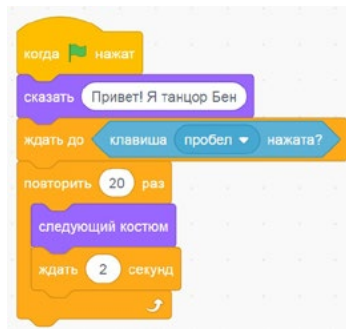 когда нажат
сказать Привет! Я танцор Бен
ждать до клавиша пробел нажата?
повторить 20 раз
следующий костюм
ждать 2 секунд